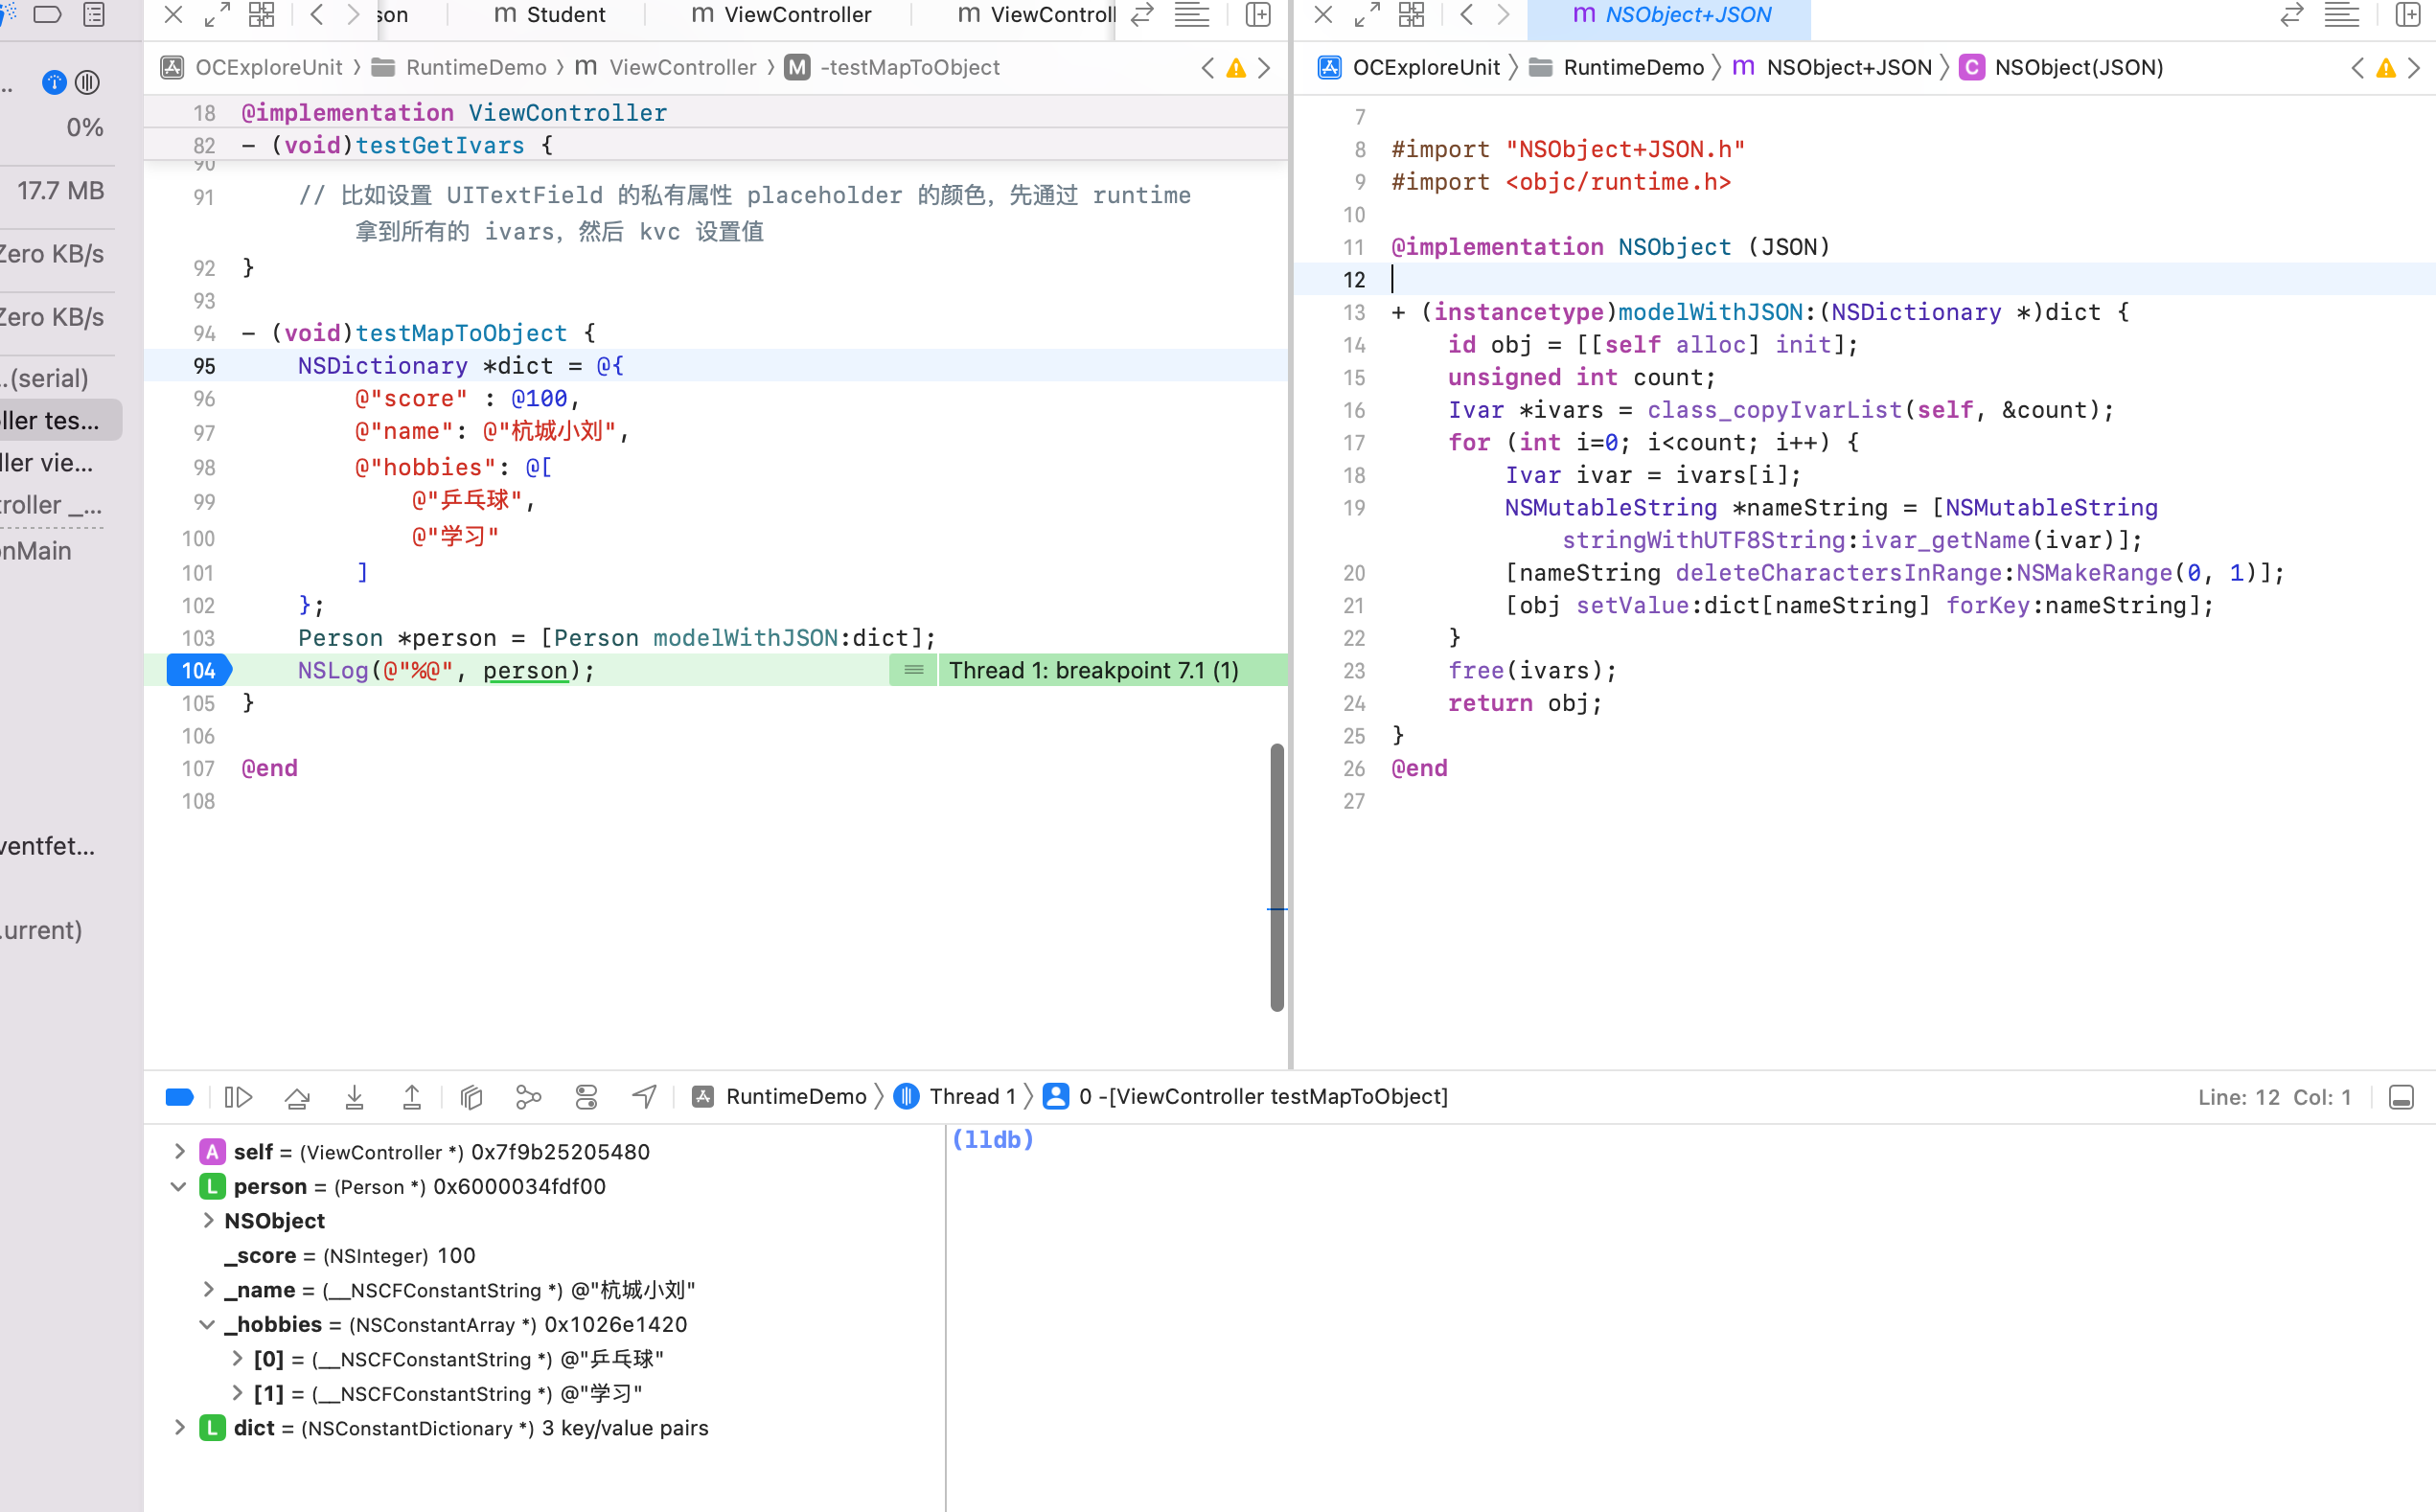 son
m Student
m ViewController
m ViewControll
m NSObject+JSON
OCExploreUnit 〉 RuntimeDemo 〉 m ViewController 〉 M -testMapToObject
OCExploreUnit 〉 RuntimeDemo 〉 m NSObject+JSON 〉 C NSObject(JSON)
..
0%
17.7 MB
Zero KB/s
Zero KB/s
..(serial)
ller tes...
ller vie...
troller _...
onMain
ventfet...
.urrent)
18 @implementation ViewController
82 - (void)testGetIvars {
90
91 // 比如设置 UITextField 的私有属性 placeholder 的颜色，先通过 runtime
拿到所有的 ivars，然后 kvc 设置值
92 }
93
94 - (void)testMapToObject {
95 NSDictionary *dict = @{
96 @"score" : @100,
97 @"name": @"杭城小刘",
98 @"hobbies": @[
99 @"乒乓球",
100 @"学习"
101 ]
102 };
103 Person *person = [Person modelWithJSON:dict];
104 NSLog(@"%@", person); Thread 1: breakpoint 7.1 (1)
105 }
106
107 @end
108
7
8 #import "NSObject+JSON.h"
9 #import <objc/runtime.h>
10
11 @implementation NSObject (JSON)
12
13 + (instancetype)modelWithJSON:(NSDictionary *)dict {
14 id obj = [[self alloc] init];
15 unsigned int count;
16 Ivar *ivars = class_copyIvarList(self, &count);
17 for (int i=0; i<count; i++) {
18 Ivar ivar = ivars[i];
19 NSMutableString *nameString = [NSMutableString
stringWithUTF8String:ivar_getName(ivar)];
20 [nameString deleteCharactersInRange:NSMakeRange(0, 1)];
21 [obj setValue:dict[nameString] forKey:nameString];
22 }
23 free(ivars);
24 return obj;
25 }
26 @end
27
RuntimeDemo 〉 Thread 1 〉 0 -[ViewController testMapToObject]
Line: 12 Col: 1
A self = (ViewController *) 0x7f9b25205480
L person = (Person *) 0x6000034fdf00
NSObject
_score = (NSInteger) 100
_name = (__NSCFConstantString *) @"杭城小刘"
_hobbies = (NSConstantArray *) 0x1026e1420
[0] = (__NSCFConstantString *) @"乒乓球"
[1] = (__NSCFConstantString *) @"学习"
L dict = (NSConstantDictionary *) 3 key/value pairs
(lldb)